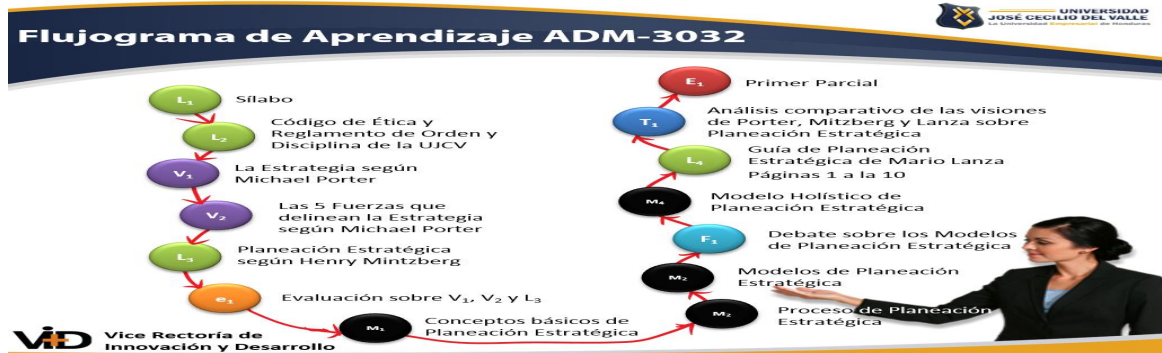 UNIVERSIDAD
JOSÉ CECILIO DEL VALLE
La Universidad Empresarial de Honduras
Flujograma de Aprendizaje ADM-3032
L₁
Sílabo
L₂
Código de Ética y
Reglamento de Orden y
Disciplina de la UJCV
V₁
La Estrategia según
Michael Porter
V₂
Las 5 Fuerzas que
delinean la Estrategia
según Michael Porter
L₃
Planeación Estratégica
según Henry Mintzberg
e₁
Evaluación sobre V₁, V₂ y L₃
M₁
Conceptos básicos de
Planeación Estratégica
E₁
Primer Parcial
T₁
Análisis comparativo de las visiones
de Porter, Mitzberg y Lanza sobre
Planeación Estratégica
L₄
Guía de Planeación
Estratégica de Mario Lanza
Páginas 1 a la 10
M₄
Modelo Holístico de
Planeación Estratégica
F₁
Debate sobre los Modelos
de Planeación Estratégica
M₂
Modelos de Planeación
Estratégica
M₂
Proceso de Planeación
Estratégica
ViD
Vice Rectoría de
Innovación y Desarrollo